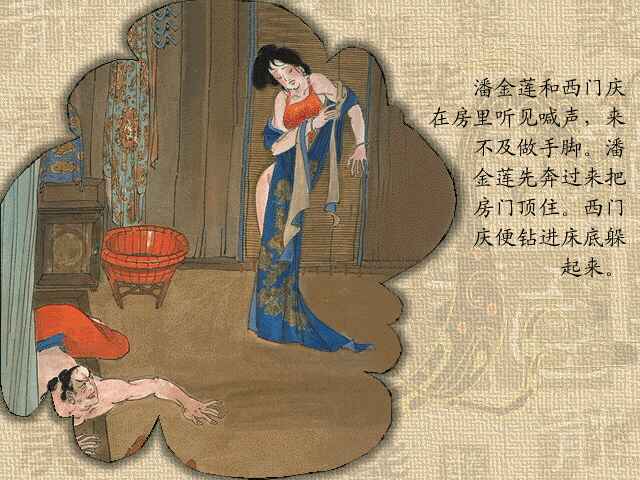 潘金莲和西门庆
在房里听见喊声，来
不及做手脚。潘
金莲先奔过来把
房门顶住。西门
庆便钻进床底躲
起来。